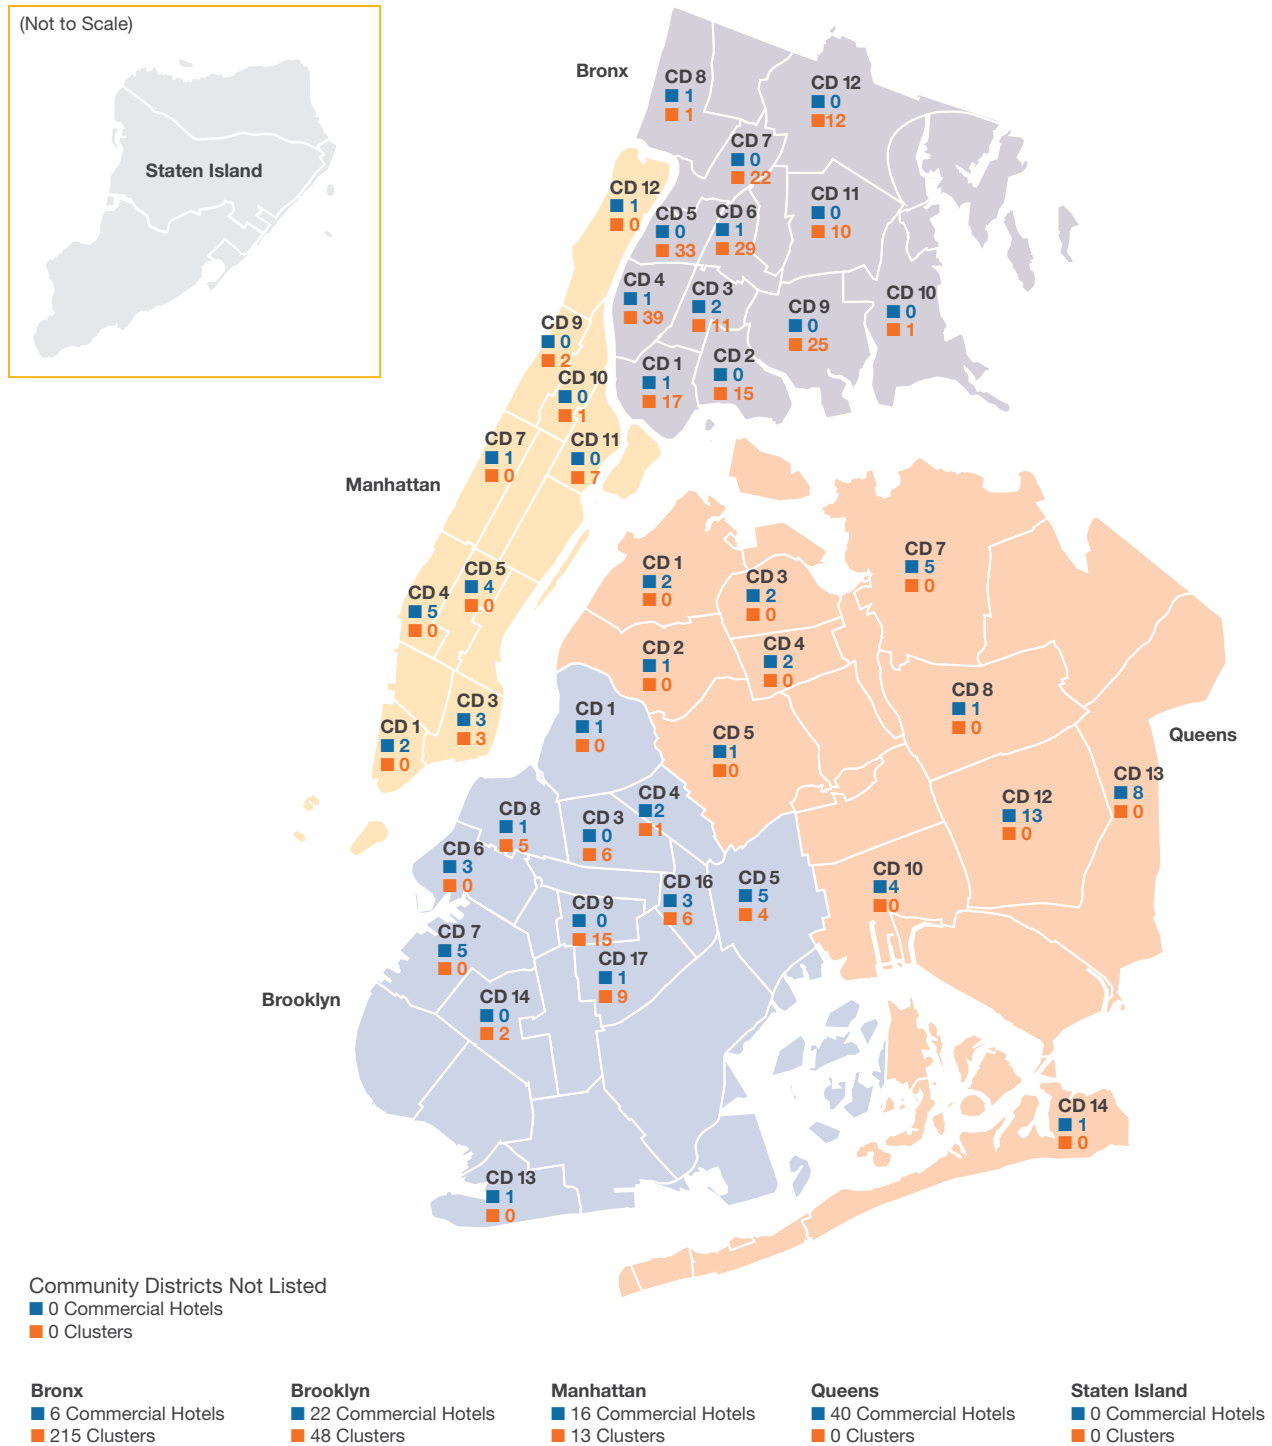 (Not to Scale)
Staten Island
Bronx
CD 8
1
1
CD 12
0
12
CD 7
0
22
CD 12
1
0
CD 5
0
33
CD 6
1
29
CD 11
0
10
CD 4
1
39
CD 3
2
11
CD 9
0
25
CD 10
0
1
CD 9
0
2
CD 1
1
17
CD 2
0
15
CD 10
0
1
CD 7
1
0
CD 11
0
7
Manhattan
CD 5
4
0
CD 4
5
0
CD 3
3
3
CD 1
2
0
CD 1
2
0
CD 3
2
0
CD 7
5
0
CD 2
1
0
CD 4
2
0
CD 8
1
0
Queens
CD 5
1
0
CD 13
8
0
CD 12
13
0
CD 10
4
0
CD 14
1
0
CD 1
1
0
CD 4
2
1
CD 8
1
5
CD 3
0
6
CD 6
3
0
CD 16
3
6
CD 5
5
4
CD 9
0
15
CD 7
5
0
CD 17
1
9
Brooklyn
CD 14
0
2
CD 13
1
0
Community Districts Not Listed
0 Commercial Hotels
0 Clusters
Bronx
6 Commercial Hotels
215 Clusters
Brooklyn
22 Commercial Hotels
48 Clusters
Manhattan
16 Commercial Hotels
13 Clusters
Queens
40 Commercial Hotels
0 Clusters
Staten Island
0 Commercial Hotels
0 Clusters